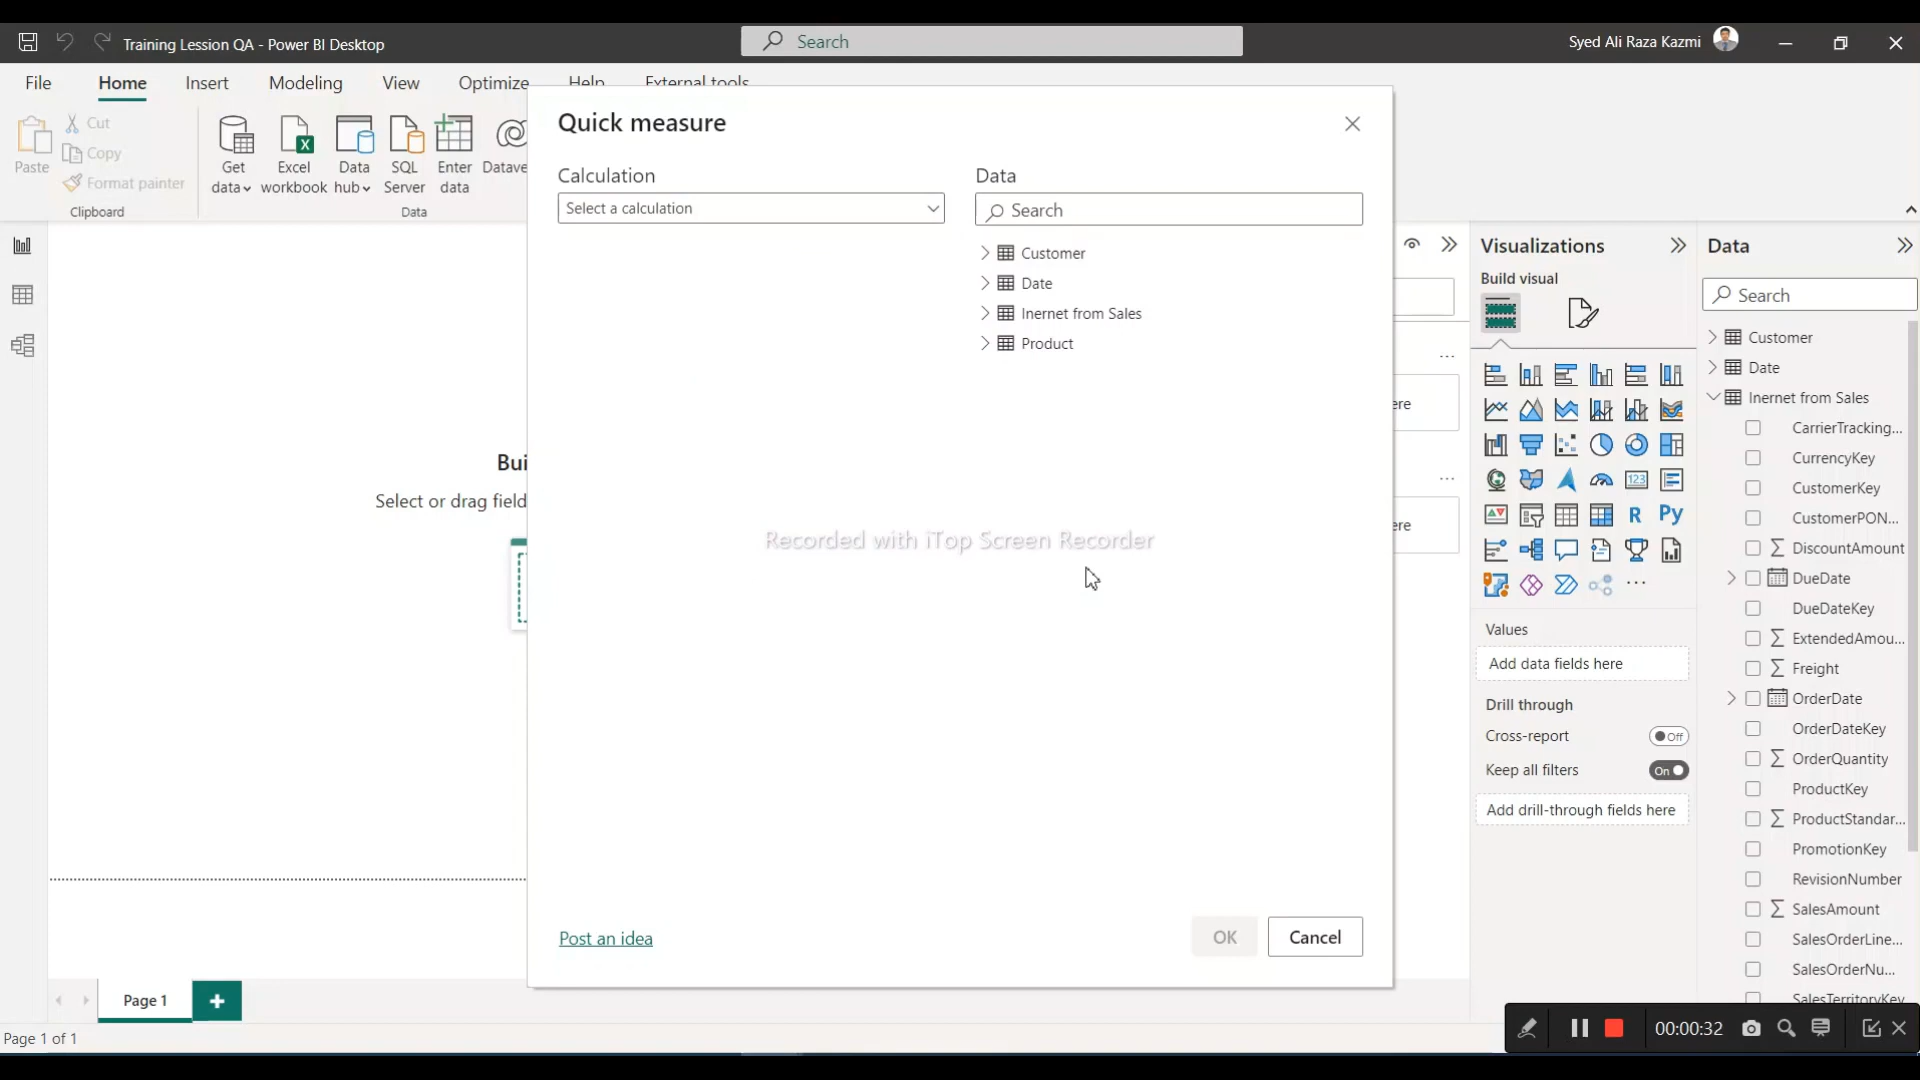 Training Lession QA - Power BI Desktop
Search
Syed Ali Raza Kazmi
File
Home
Insert
Modeling
View
Optimize
Help
External tools
Paste
Cut
Copy
Format painter
Clipboard
Get data
Excel workbook
Data hub
SQL Server
Enter data
Datave
Data
Quick measure
Calculation
Select a calculation
Data
Search
Customer
Date
Inernet from Sales
Product
Bui
Select or drag field
Recorded with iTop Screen Recorder
Post an idea
OK
Cancel
ere
ere
Visualizations
Build visual
123
R
Py
Values
Add data fields here
Drill through
Cross-report
Off
Keep all filters
On
Add drill-through fields here
Data
Search
Customer
Date
Inernet from Sales
CarrierTracking...
CurrencyKey
CustomerKey
CustomerPON...
DiscountAmount
DueDate
DueDateKey
ExtendedAmou...
Freight
OrderDate
OrderDateKey
OrderQuantity
ProductKey
ProductStandar...
PromotionKey
RevisionNumber
SalesAmount
SalesOrderLine...
SalesOrderNu...
SalesTerritoryKey
Page 1
Page 1 of 1
00:00:32